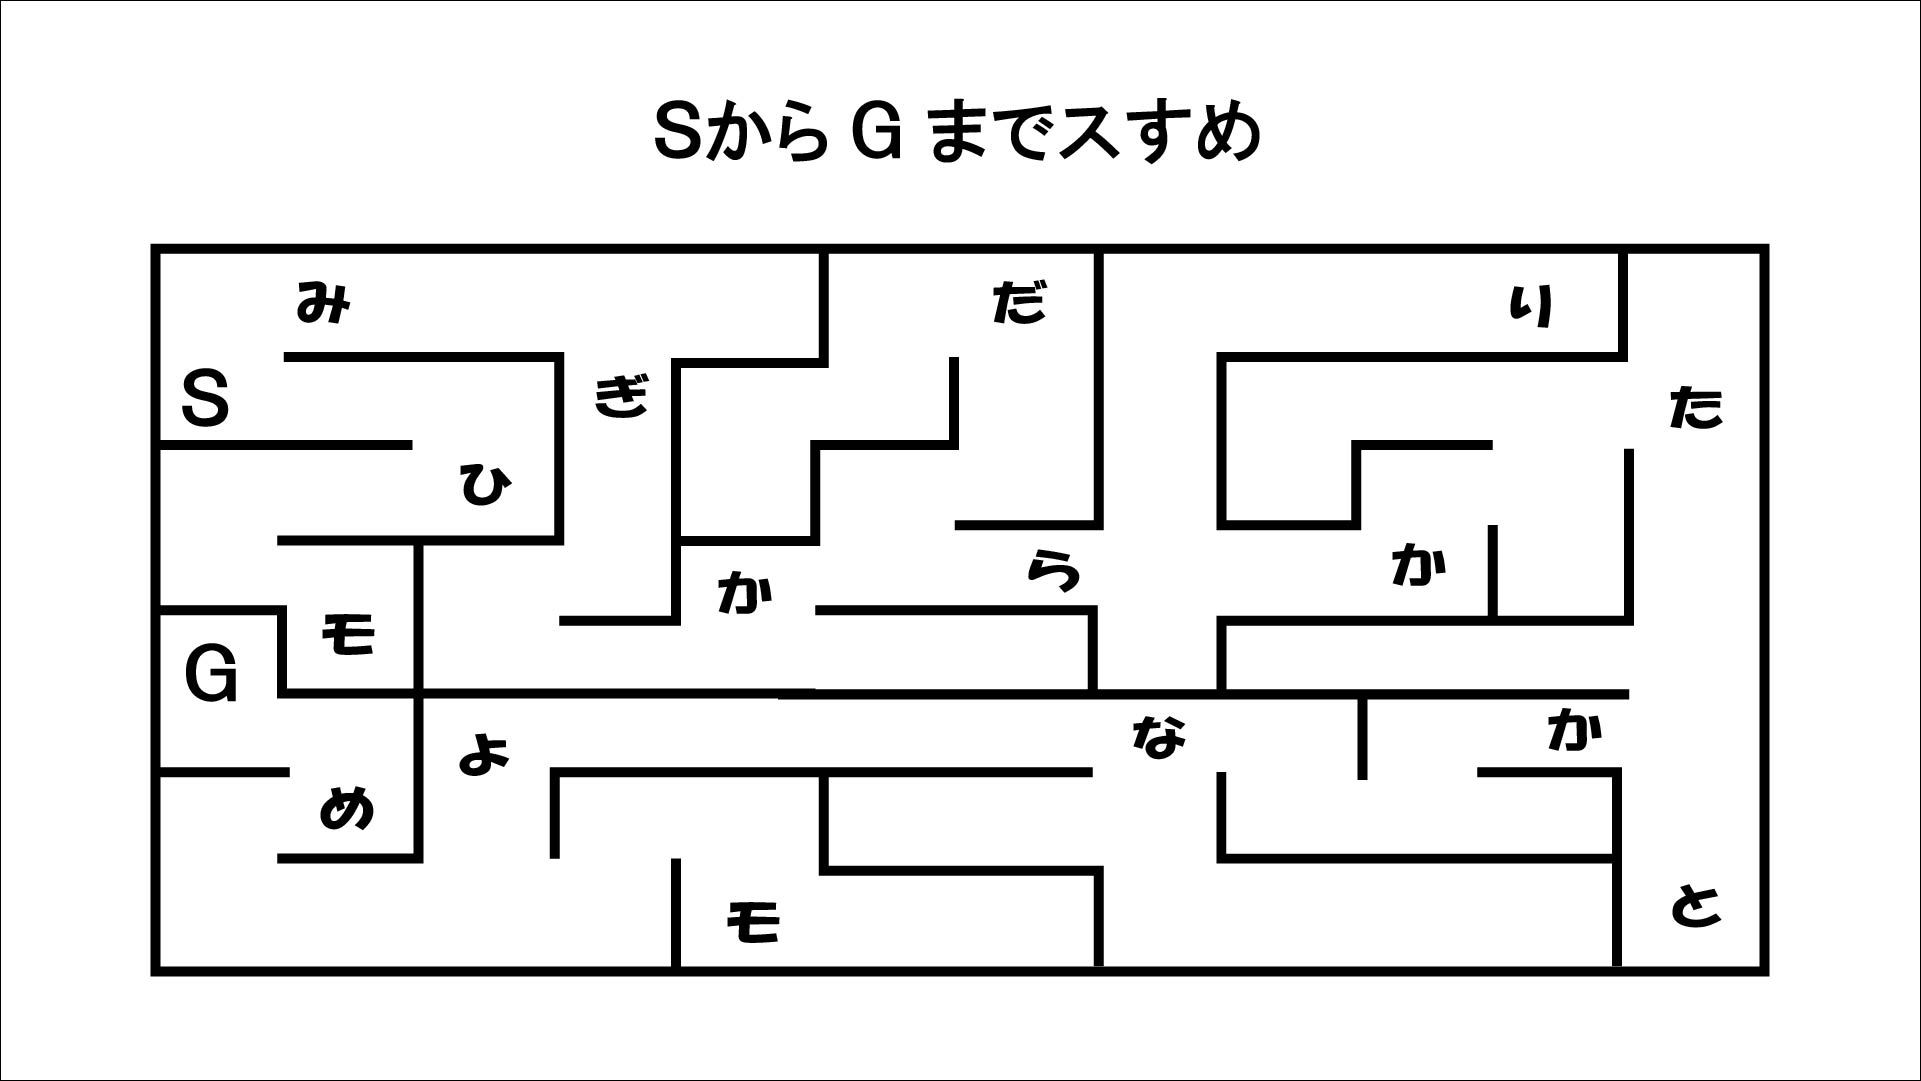 SからGまでスすめ
み だ り
S ぎ た
ひ
か ら か
モ
G
よ な か
め
モ と